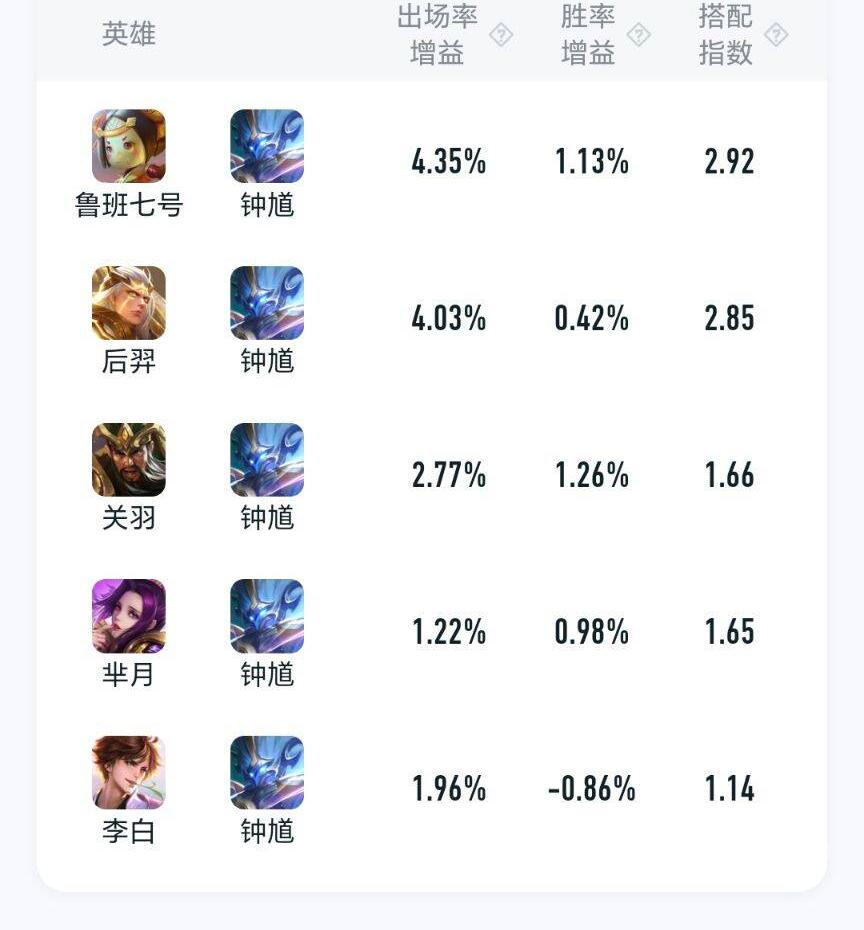 英雄 出场率增益 胜率增益 搭配指数
鲁班七号 钟馗 4.35% 1.13% 2.92
后羿 钟馗 4.03% 0.42% 2.85
关羽 钟馗 2.77% 1.26% 1.66
芈月 钟馗 1.22% 0.98% 1.65
李白 钟馗 1.96% -0.86% 1.14